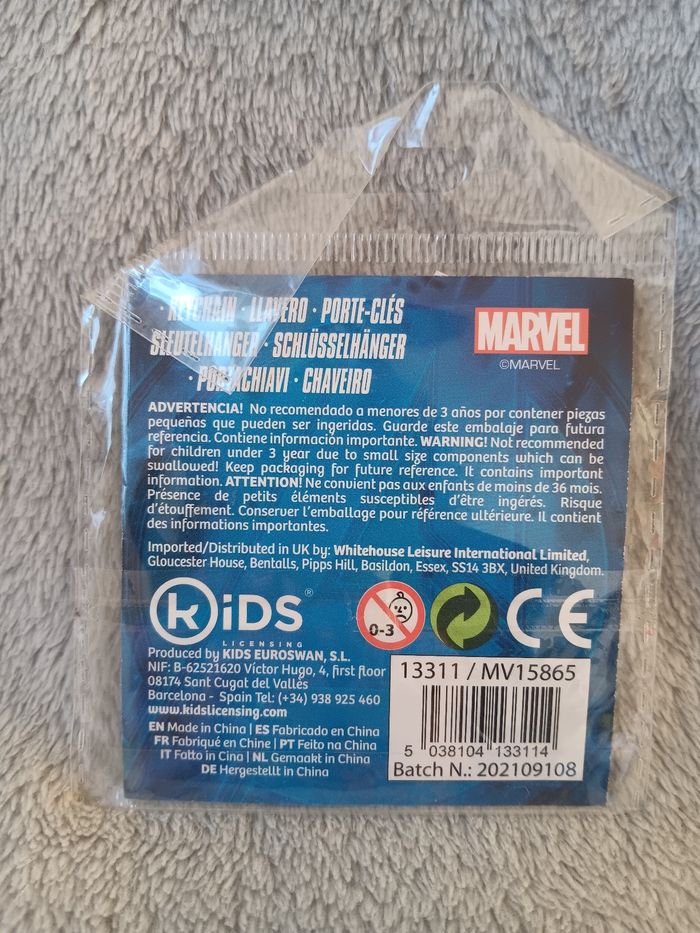 · KEYCHAIN · LLAVERO · PORTE-CLÉS
SLEUTELHANGER · SCHLÜSSELHÄNGER
· PORTACHIAVI · CHAVEIRO
MARVEL
©MARVEL
ADVERTENCIA! No recomendado a menores de 3 años por contener piezas
pequeñas que pueden ser ingeridas. Guarde este embalaje para futura
referencia. Contiene información importante. WARNING! Not recommended
for children under 3 year due to small size components which can be
swallowed! Keep packaging for future reference. It contains important
information. ATTENTION! Ne convient pas aux enfants de moins de 36 mois.
Présence de petits éléments susceptibles d'être ingérés. Risque
d'étouffement. Conserver l'emballage pour référence ultérieure. Il contient
des informations importantes.
Imported/Distributed in UK by: Whitehouse Leisure International Limited,
Gloucester House, Bentalls, Pipps Hill, Basildon, Essex, SS14 3BX, United Kingdom.
KiDS®
LICENSING
0-3
CE
Produced by KIDS EUROSWAN, S.L.
NIF: B-62521620 Víctor Hugo, 4, first floor
08174 Sant Cugat del Vallés
Barcelona - Spain Tel: (+34) 938 925 460
www.kidslicensing.com
EN Made in China | ES Fabricado en China
FR Fabriqué en Chine | PT Feito na China
IT Fatto in Cina | NL Gemaakt in China
DE Hergestellt in China
13311 / MV15865
5 038104 133114
Batch N.: 202109108